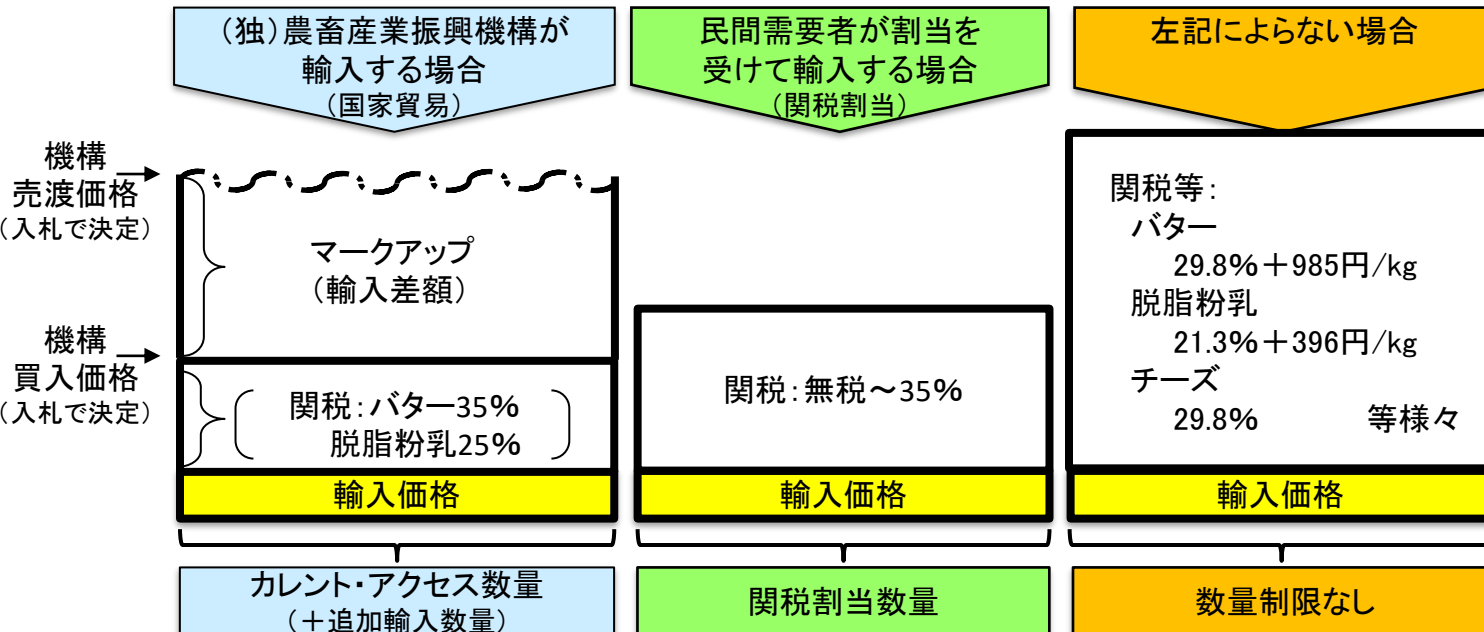 (独)農畜産業振興機構が
輸入する場合
(国家貿易)
民間需要者が割当を
受けて輸入する場合
(関税割当)
左記によらない場合
機構
売渡価格
(入札で決定)
マークアップ
(輸入差額)
機構
買入価格
(入札で決定)
関税:バター35%
脱脂粉乳25%
輸入価格
カレント・アクセス数量
(+追加輸入数量)
関税:無税~35%
輸入価格
関税割当数量
関税等:
バター
29.8%+985円/kg
脱脂粉乳
21.3%+396円/kg
チーズ
29.8% 等様々
輸入価格
数量制限なし